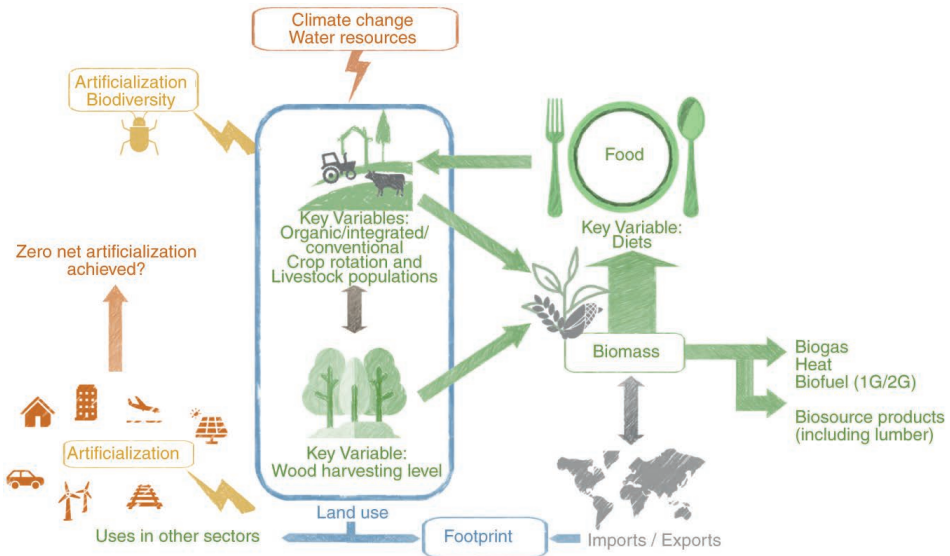 Climate change
Water resources
Artificialization
Biodiversity
Food
Key Variables:
Organic/integrated/
conventional
Crop rotation and
Livestock populations
Key Variable:
Diets
Zero net artificialization
achieved?
Biomass
Biogas
Heat
Biofuel (1G/2G)
Biosource products
(including lumber)
Artificialization
Key Variable:
Wood harvesting level
Land use
Uses in other sectors
Footprint
Imports / Exports